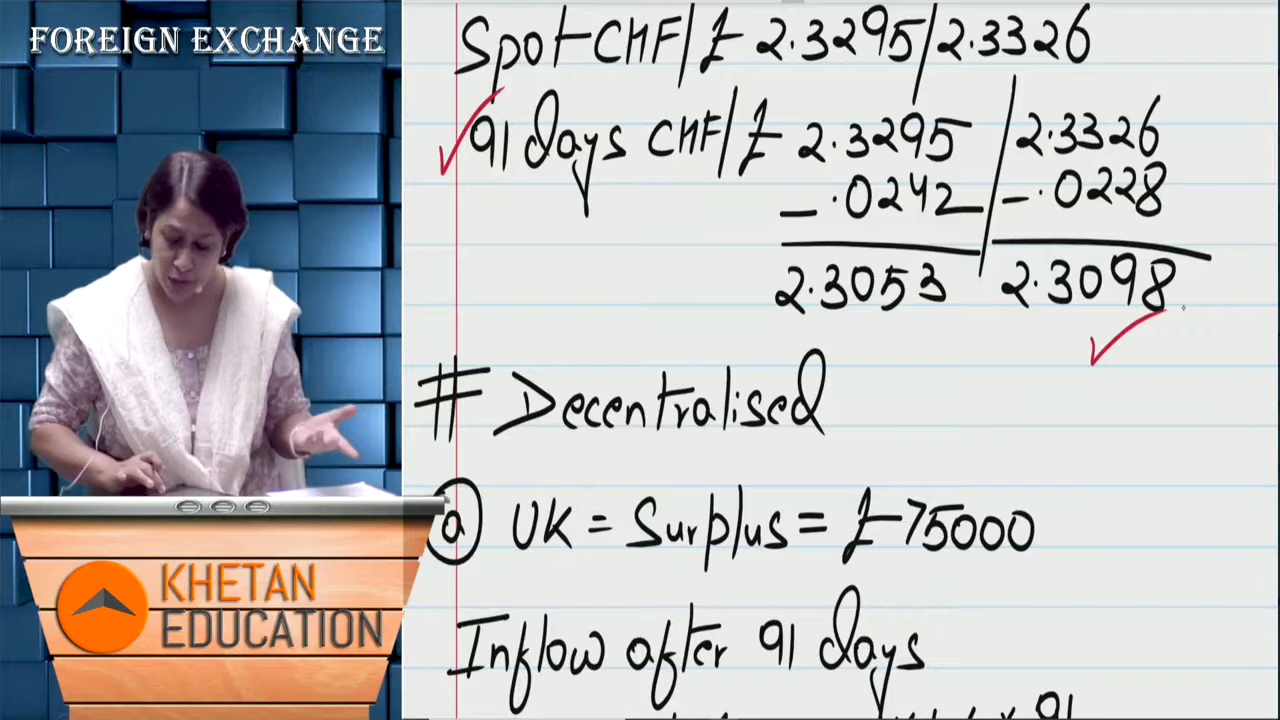 FOREIGN EXCHANGE
Spot CHF/£ 2.3295/2.3326
91 days CHF/£ 2.3295 / 2.3326
- .0242 / - .0228
2.3053 2.3098
# Decentralised
(a) UK = Surplus = £75000
Inflow after 91 days
91
KHETAN
EDUCATION